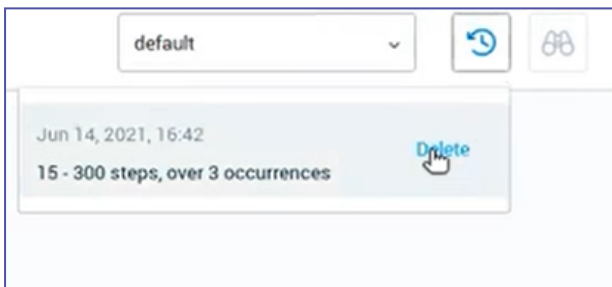 default
Jun 14, 2021, 16:42
Delete
15 - 300 steps, over 3 occurrences